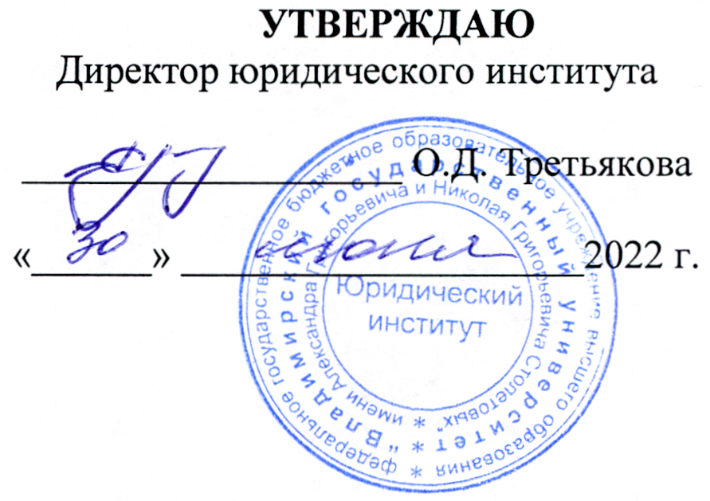 УТВЕРЖДАЮ
Директор юридического института
О.Д. Третьякова
«30» июня 2022 г.
федеральное государственное бюджетное образовательное учреждение высшего образования
"Владимирский государственный университет
имени Александра Григорьевича и Николая Григорьевича Столетовых"
Юридический
институт